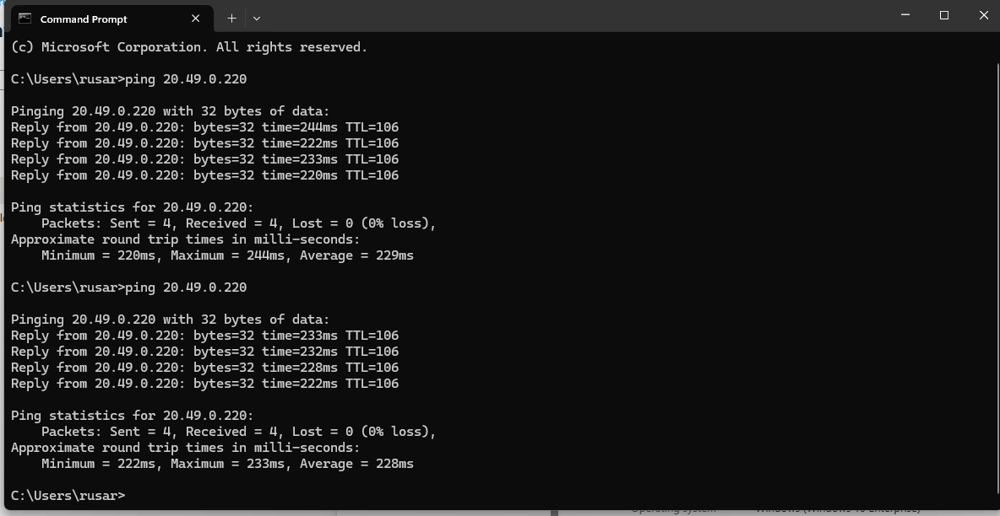 Command Prompt
(c) Microsoft Corporation. All rights reserved.
C:\Users\rusar>ping 20.49.0.220
Pinging 20.49.0.220 with 32 bytes of data:
Reply from 20.49.0.220: bytes=32 time=244ms TTL=106
Reply from 20.49.0.220: bytes=32 time=222ms TTL=106
Reply from 20.49.0.220: bytes=32 time=233ms TTL=106
Reply from 20.49.0.220: bytes=32 time=220ms TTL=106
Ping statistics for 20.49.0.220:
Packets: Sent = 4, Received = 4, Lost = 0 (0% loss),
Approximate round trip times in milli-seconds:
Minimum = 220ms, Maximum = 244ms, Average = 229ms
C:\Users\rusar>ping 20.49.0.220
Pinging 20.49.0.220 with 32 bytes of data:
Reply from 20.49.0.220: bytes=32 time=233ms TTL=106
Reply from 20.49.0.220: bytes=32 time=232ms TTL=106
Reply from 20.49.0.220: bytes=32 time=228ms TTL=106
Reply from 20.49.0.220: bytes=32 time=222ms TTL=106
Ping statistics for 20.49.0.220:
Packets: Sent = 4, Received = 4, Lost = 0 (0% loss),
Approximate round trip times in milli-seconds:
Minimum = 222ms, Maximum = 233ms, Average = 228ms
C:\Users\rusar>